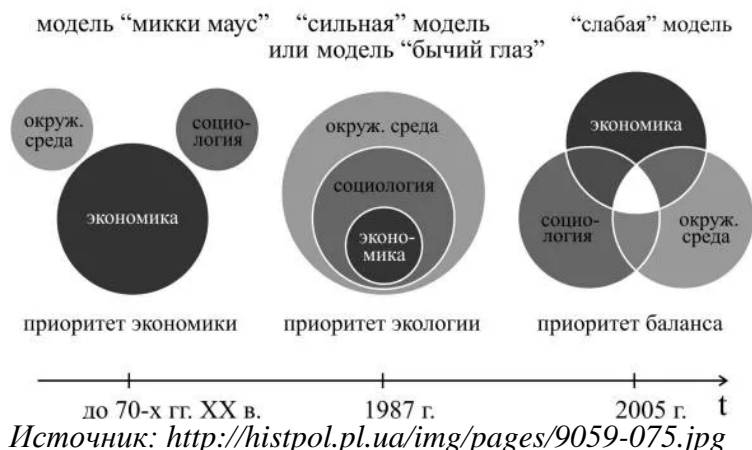 модель “микки маус”
“сильная” модель
или модель “бычий глаз”
“слабая” модель
окруж.
среда
социо-
логия
экономика
окруж. среда
социология
эконо-
мика
экономика
социо-
логия
окруж.
среда
приоритет экономики
приоритет экологии
приоритет баланса
до 70-х гг. XX в.
1987 г.
2005 г.
t
Источник: http://histpol.pl.ua/img/pages/9059-075.jpg